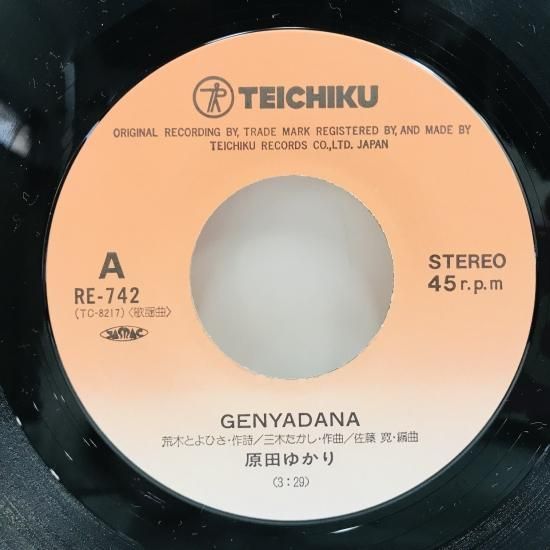 TEICHIKU
ORIGINAL RECORDING BY, TRADE MARK REGISTERED BY, AND MADE BY
TEICHIKU RECORDS CO.,LTD. JAPAN
A
STEREO
RE-742
45 r.p.m
(TC-8217)〈歌謡曲〉
JASRAC
GENYADANA
荒木とよひさ・作詩/三木たかし・作曲/佐藤 寛・編曲
原田ゆかり
(3:29)